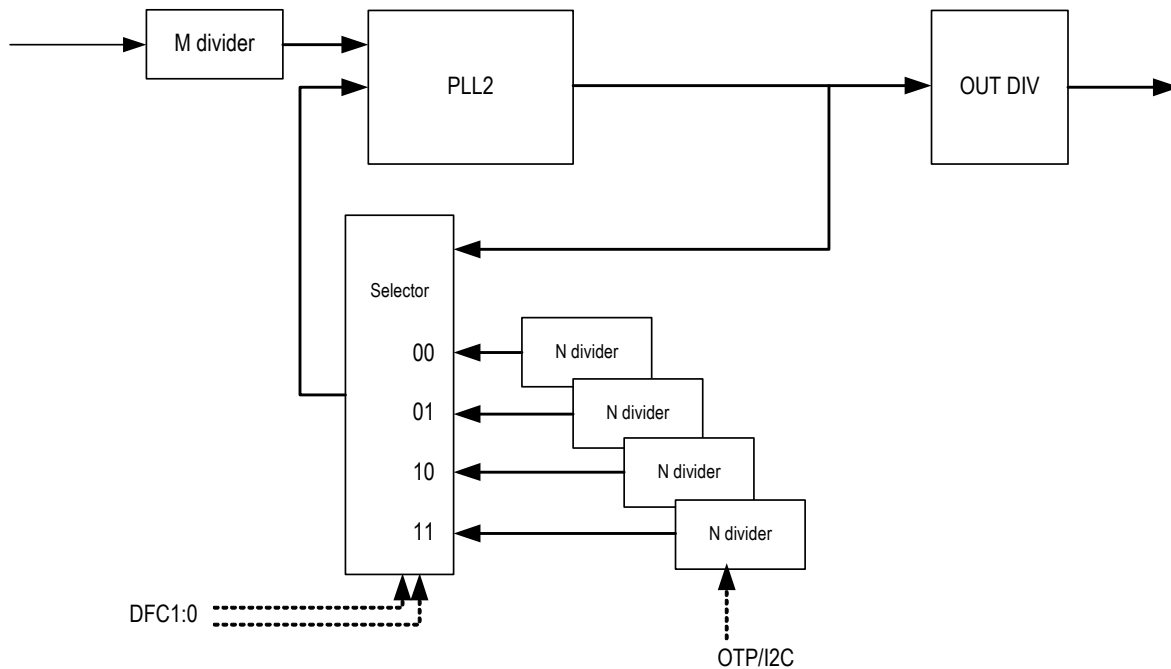 M divider
PLL2
OUT DIV
Selector
00
N divider
01
N divider
10
N divider
11
N divider
DFC1:0
OTP/I2C